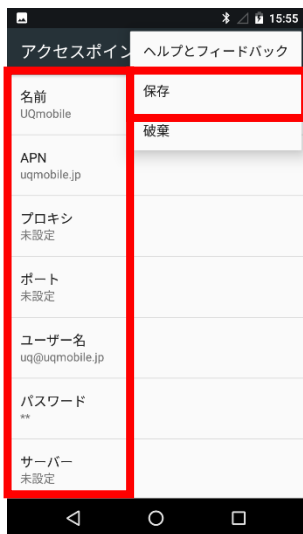 15:55
アクセスポイン
ヘルプとフィードバック
保存
破棄
名前
UQmobile
APN
uqmobile.jp
プロキシ
未設定
ポート
未設定
ユーザー名
uq@uqmobile.jp
パスワード
**
サーバー
未設定